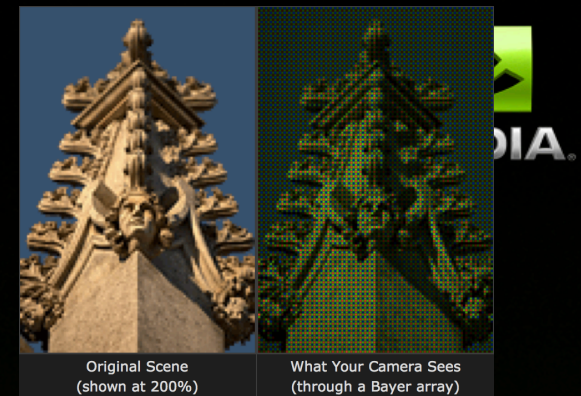 Original Scene
(shown at 200%)
What Your Camera Sees
(through a Bayer array)